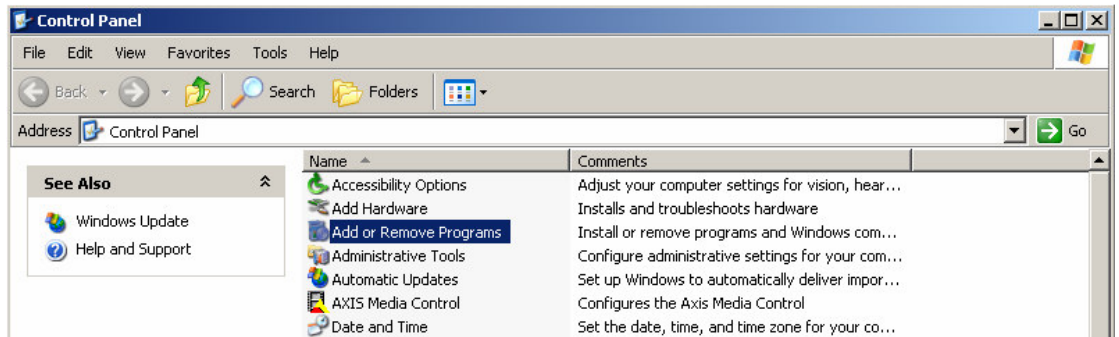 Control Panel
File Edit View Favorites Tools Help
Back Search Folders
Address Control Panel Go
Name Comments
See Also
Windows Update
Help and Support
Accessibility Options Adjust your computer settings for vision, hear...
Add Hardware Installs and troubleshoots hardware
Add or Remove Programs Install or remove programs and Windows com...
Administrative Tools Configure administrative settings for your com...
Automatic Updates Set up Windows to automatically deliver impor...
AXIS Media Control Configures the Axis Media Control
Date and Time Set the date, time, and time zone for your co...